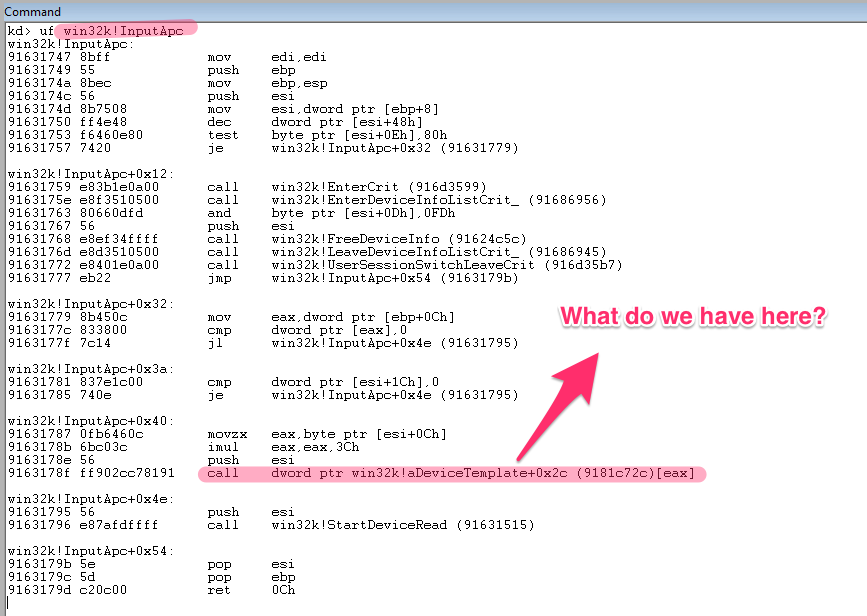 Command
kd> uf win32k!InputApc
win32k!InputApc:
91631747 8bff mov edi,edi
91631749 55 push ebp
9163174a 8bec mov ebp,esp
9163174c 56 push esi
9163174d 8b7508 mov esi,dword ptr [ebp+8]
91631750 ff4e48 dec dword ptr [esi+48h]
91631753 f6460e80 test byte ptr [esi+0Eh],80h
91631757 7420 je win32k!InputApc+0x32 (91631779)
win32k!InputApc+0x12:
91631759 e83b1e0a00 call win32k!EnterCrit (916d3599)
9163175e e8f3510500 call win32k!EnterDeviceInfoListCrit_ (91686956)
91631763 80660dfd and byte ptr [esi+0Dh],0FDh
91631767 56 push esi
91631768 e8ef34ffff call win32k!FreeDeviceInfo (91624c5c)
9163176d e8d3510500 call win32k!LeaveDeviceInfoListCrit_ (91686945)
91631772 e8401e0a00 call win32k!UserSessionSwitchLeaveCrit (916d35b7)
91631777 eb22 jmp win32k!InputApc+0x54 (9163179b)
win32k!InputApc+0x32:
91631779 8b450c mov eax,dword ptr [ebp+0Ch]
9163177c 833800 cmp dword ptr [eax],0
9163177f 7c14 jl win32k!InputApc+0x4e (91631795)
What do we have here?
win32k!InputApc+0x3a:
91631781 837e1c00 cmp dword ptr [esi+1Ch],0
91631785 740e je win32k!InputApc+0x4e (91631795)
win32k!InputApc+0x40:
91631787 0fb6460c movzx eax,byte ptr [esi+0Ch]
9163178b 6bc03c imul eax,eax,3Ch
9163178e 56 push esi
9163178f ff902cc78191 call dword ptr win32k!aDeviceTemplate+0x2c (9181c72c)[eax]
win32k!InputApc+0x4e:
91631795 56 push esi
91631796 e87afdffff call win32k!StartDeviceRead (91631515)
win32k!InputApc+0x54:
9163179b 5e pop esi
9163179c 5d pop ebp
9163179d c20c00 ret 0Ch